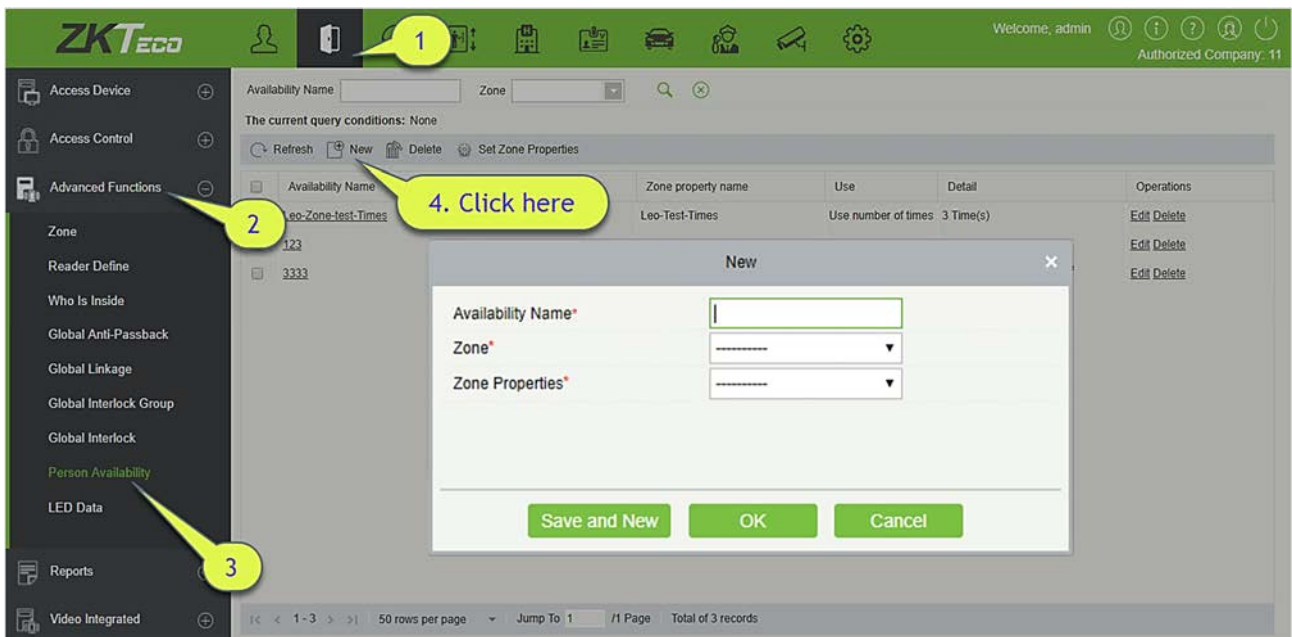 ZKTeco
Welcome, admin
Authorized Company: 11
1
Access Device
Access Control
Advanced Functions
2
Zone
Reader Define
Who Is Inside
Global Anti-Passback
Global Linkage
Global Interlock Group
Global Interlock
Person Availability
LED Data
3
Reports
Video Integrated
Availability Name Zone
The current query conditions: None
Refresh New Delete Set Zone Properties
4. Click here
Availability Name Zone property name Use Detail Operations
eo-Zone-test-Times Leo-Test-Times Use number of times 3 Time(s) Edit Delete
123 Edit Delete
3333 Edit Delete
New
Availability Name*
Zone* ----------
Zone Properties* ----------
Save and New OK Cancel
1-3 50 rows per page Jump To 1 /1 Page Total of 3 records